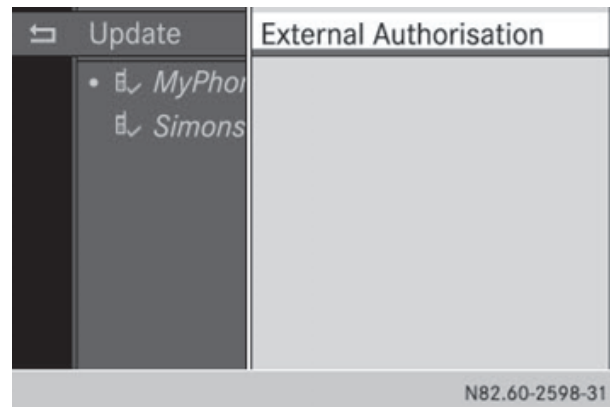 Update
External Authorisation
• MyPhor
Simons
N82.60-2598-31